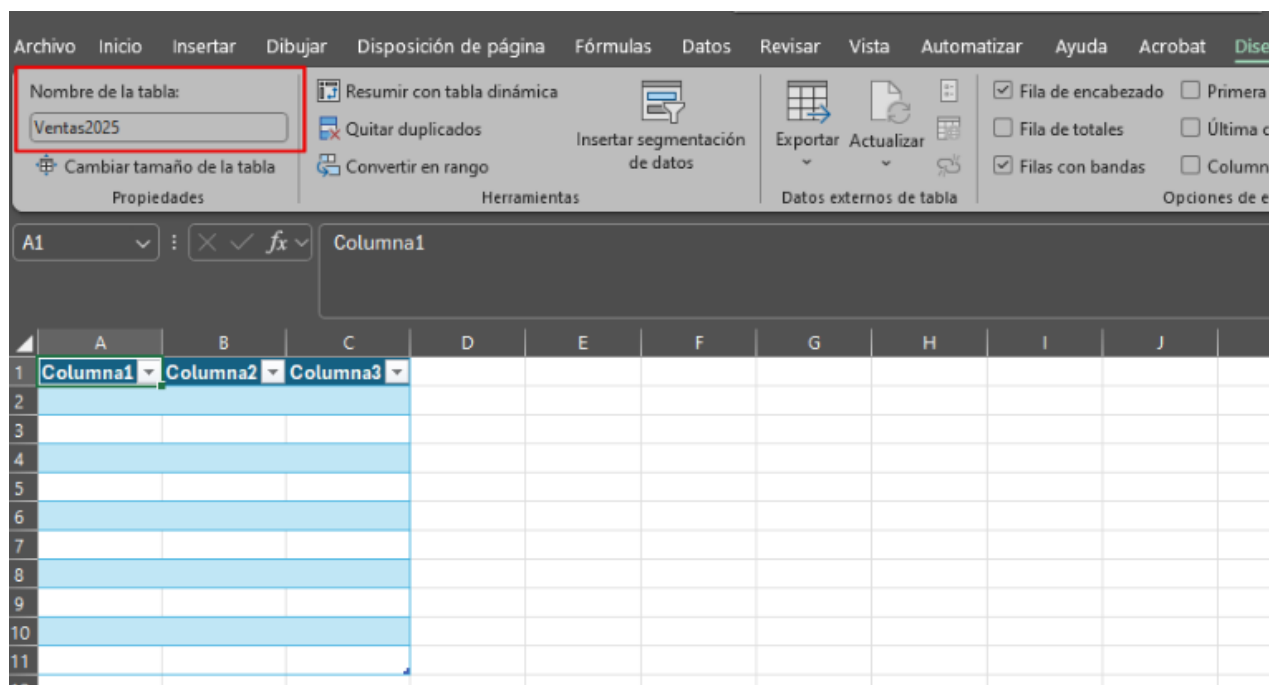 Archivo Inicio Insertar Dibujar Disposición de página Fórmulas Datos Revisar Vista Automatizar Ayuda Acrobat Dise
Nombre de la tabla:
Ventas2025
Cambiar tamaño de la tabla
Propiedades
Resumir con tabla dinámica
Quitar duplicados
Convertir en rango
Insertar segmentación
de datos
Herramientas
Exportar Actualizar
Datos externos de tabla
Fila de encabezado Primera
Fila de totales Última c
Filas con bandas Column
Opciones de e
A1 fx Columna1
A B C D E F G H I J
1 Columna1 Columna2 Columna3
2
3
4
5
6
7
8
9
10
11